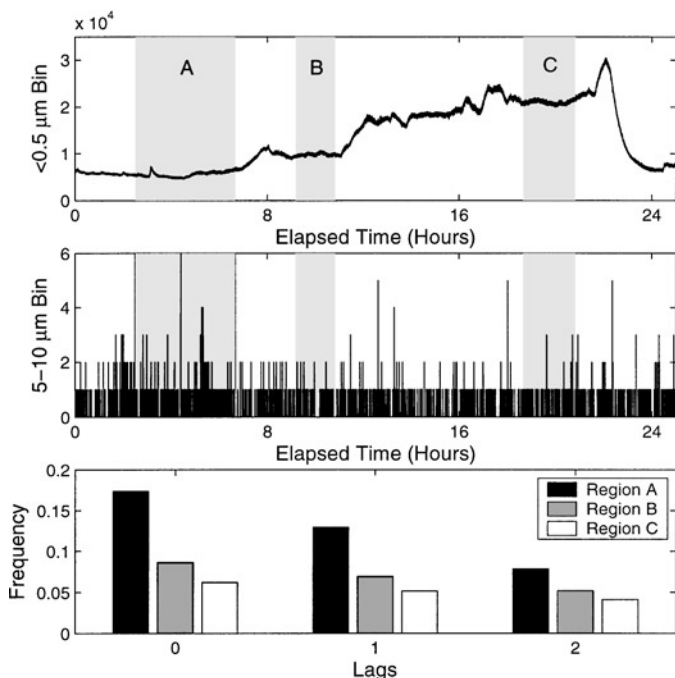 x 10⁴
<0.5 µm Bin
3
2
1
0
A
B
C
0
8
16
24
Elapsed Time (Hours)
5−10 µm Bin
6
4
2
0
0
8
16
24
Elapsed Time (Hours)
Frequency
0.2
0.15
0.1
0.05
0
Region A
Region B
Region C
0
1
2
Lags